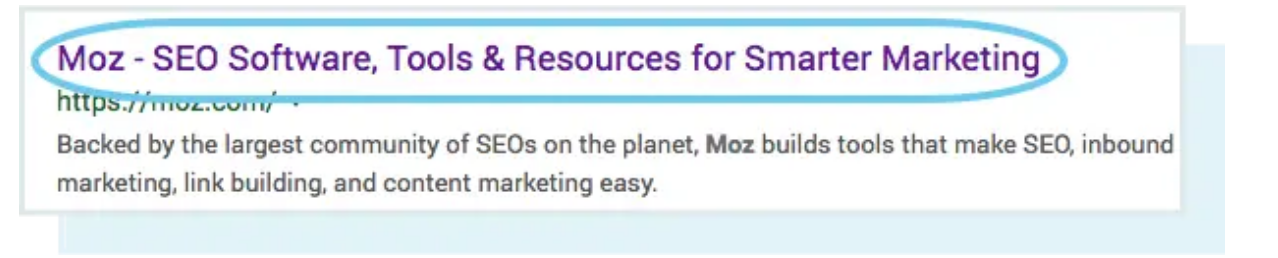 Moz - SEO Software, Tools & Resources for Smarter Marketing
https://moz.com/
Backed by the largest community of SEOs on the planet, Moz builds tools that make SEO, inbound
marketing, link building, and content marketing easy.